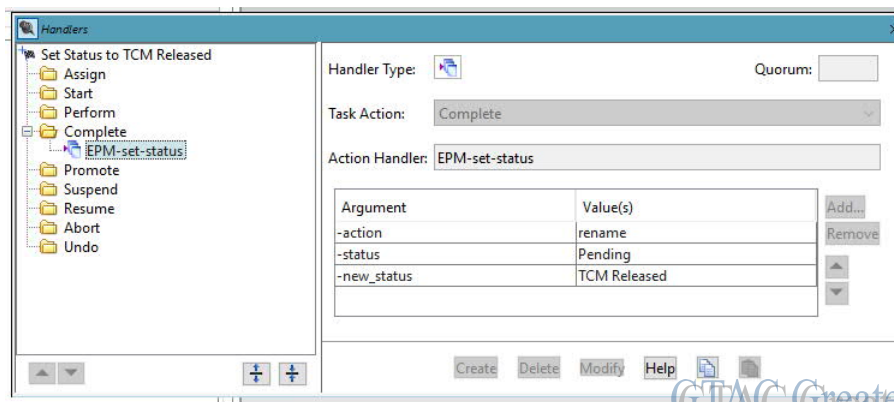 Handlers
Set Status to TCM Released
Assign
Start
Perform
Complete
EPM-set-status
Promote
Suspend
Resume
Abort
Undo
Handler Type:
Quorum:
Task Action: Complete
Action Handler: EPM-set-status
Argument Value(s)
-action rename
-status Pending
-new_status TCM Released
Add...
Remove
Create Delete Modify Help
GTAC